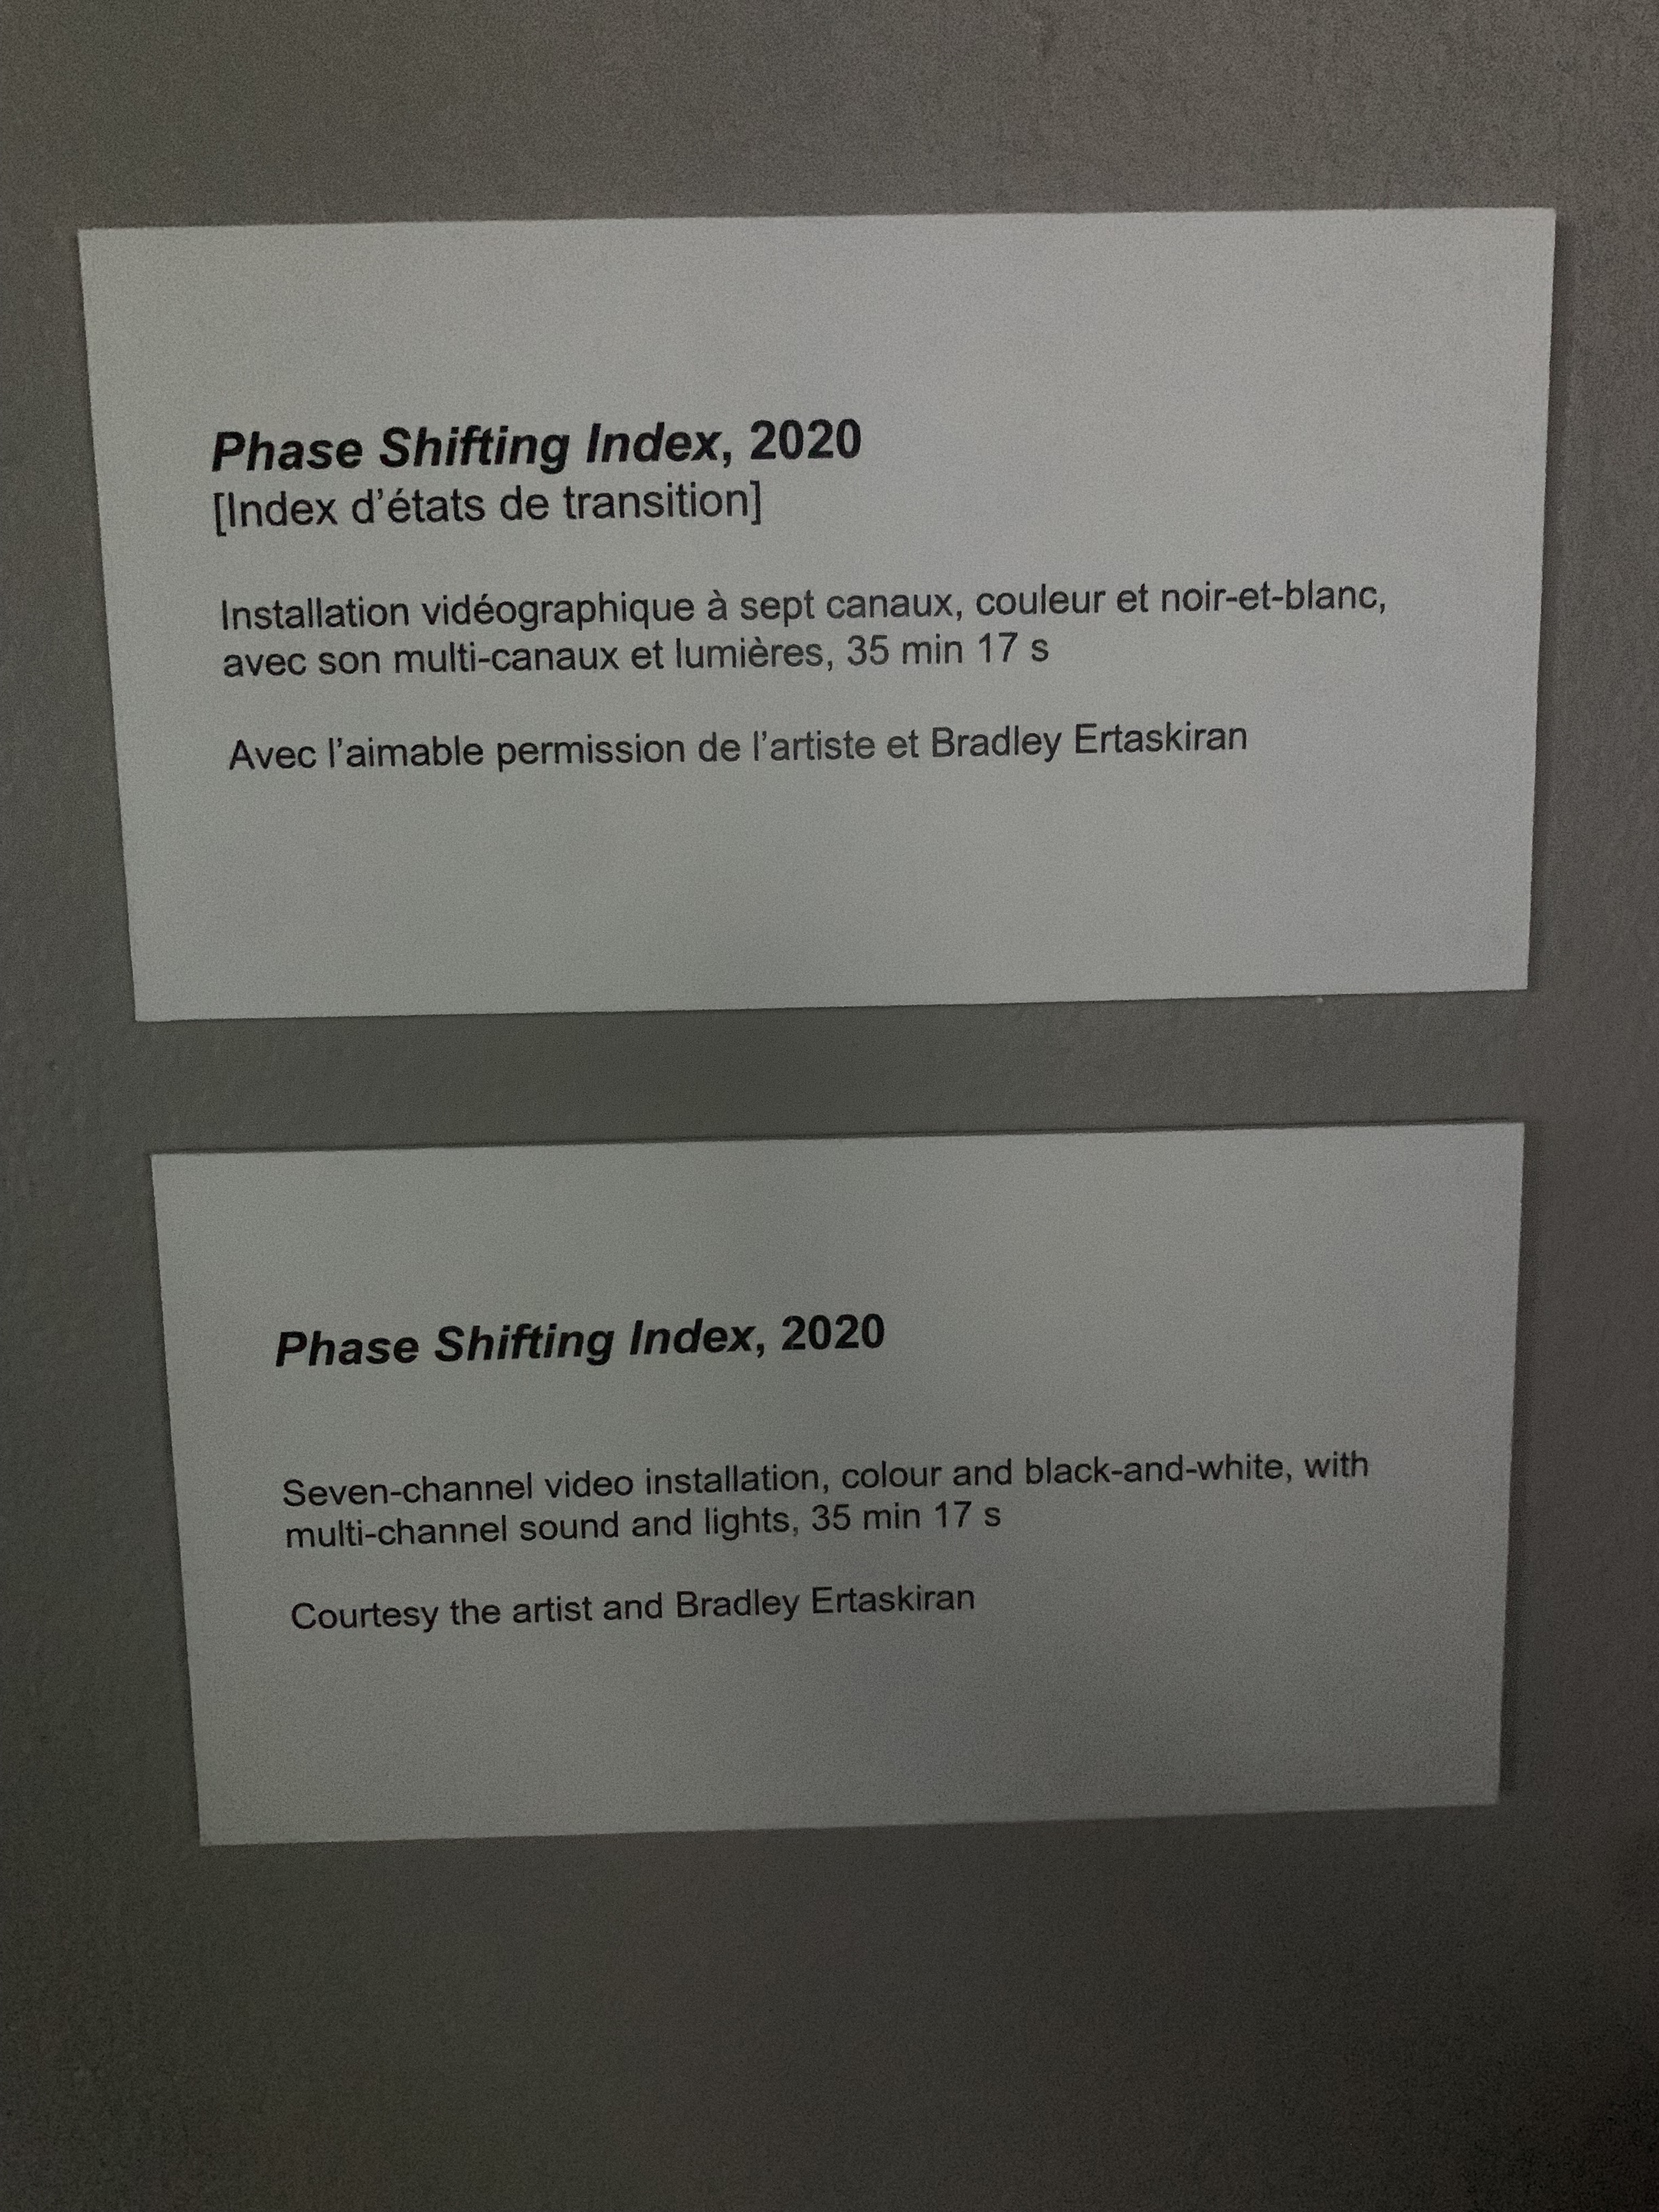 Phase Shifting Index, 2020
[Index d’états de transition]
Installation vidéographique à sept canaux, couleur et noir-et-blanc,
avec son multi-canaux et lumières, 35 min 17 s
Avec l’aimable permission de l’artiste et Bradley Ertaskiran
Phase Shifting Index, 2020
Seven-channel video installation, colour and black-and-white, with
multi-channel sound and lights, 35 min 17 s
Courtesy the artist and Bradley Ertaskiran